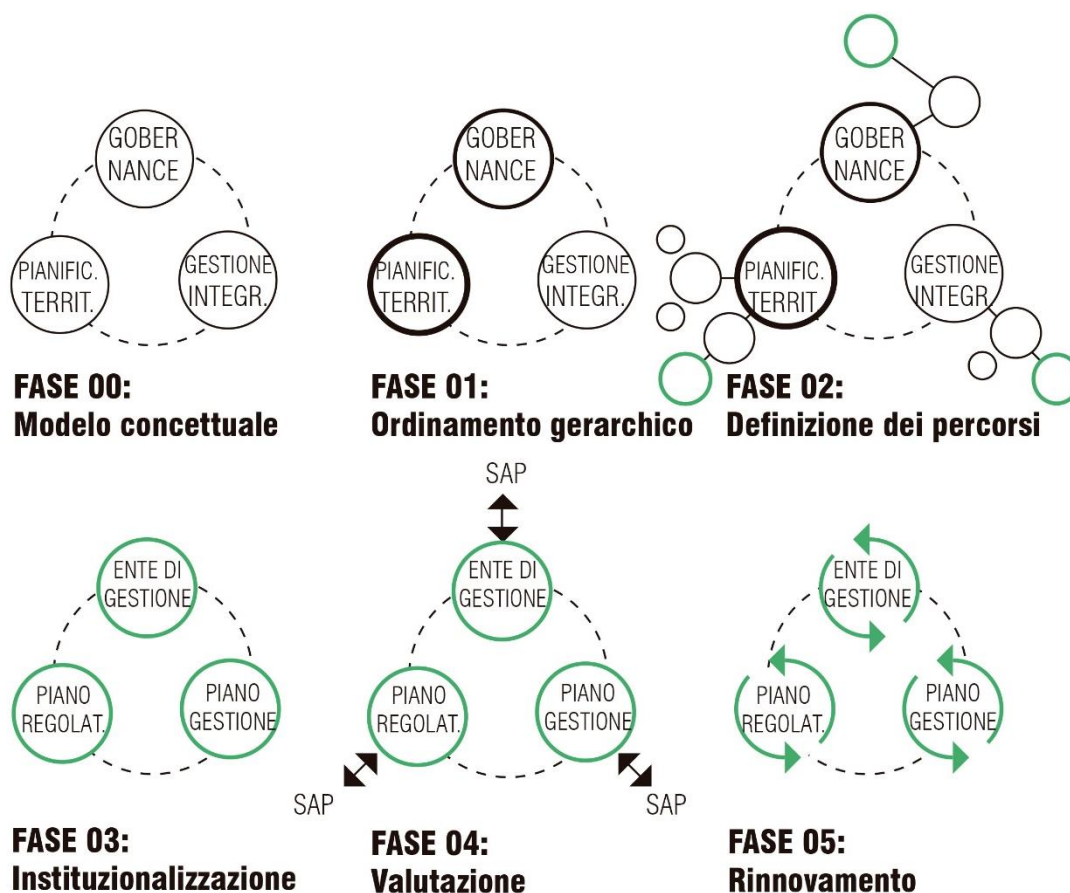 GOBER
NANCE
PIANIFIC.
TERRIT.
GESTIONE
INTEGR.
FASE 00:
Modelo concettuale
GOBER
NANCE
PIANIFIC.
TERRIT.
GESTIONE
INTEGR.
FASE 01:
Ordinamento gerarchico
GOBER
NANCE
PIANIFIC.
TERRIT
GESTIONE
INTEGR.
FASE 02:
Definizione dei percorsi
ENTE DI
GESTIONE
PIANO
REGOLAT.
PIANO
GESTIONE
FASE 03:
Instituzionalizzazione
SAP
ENTE DI
GESTIONE
PIANO
REGOLAT.
PIANO
GESTIONE
SAP
SAP
FASE 04:
Valutazione
ENTE DI
GESTIONE
PIANO
REGOLAT.
PIANO
GESTIONE
FASE 05:
Rinnovamento